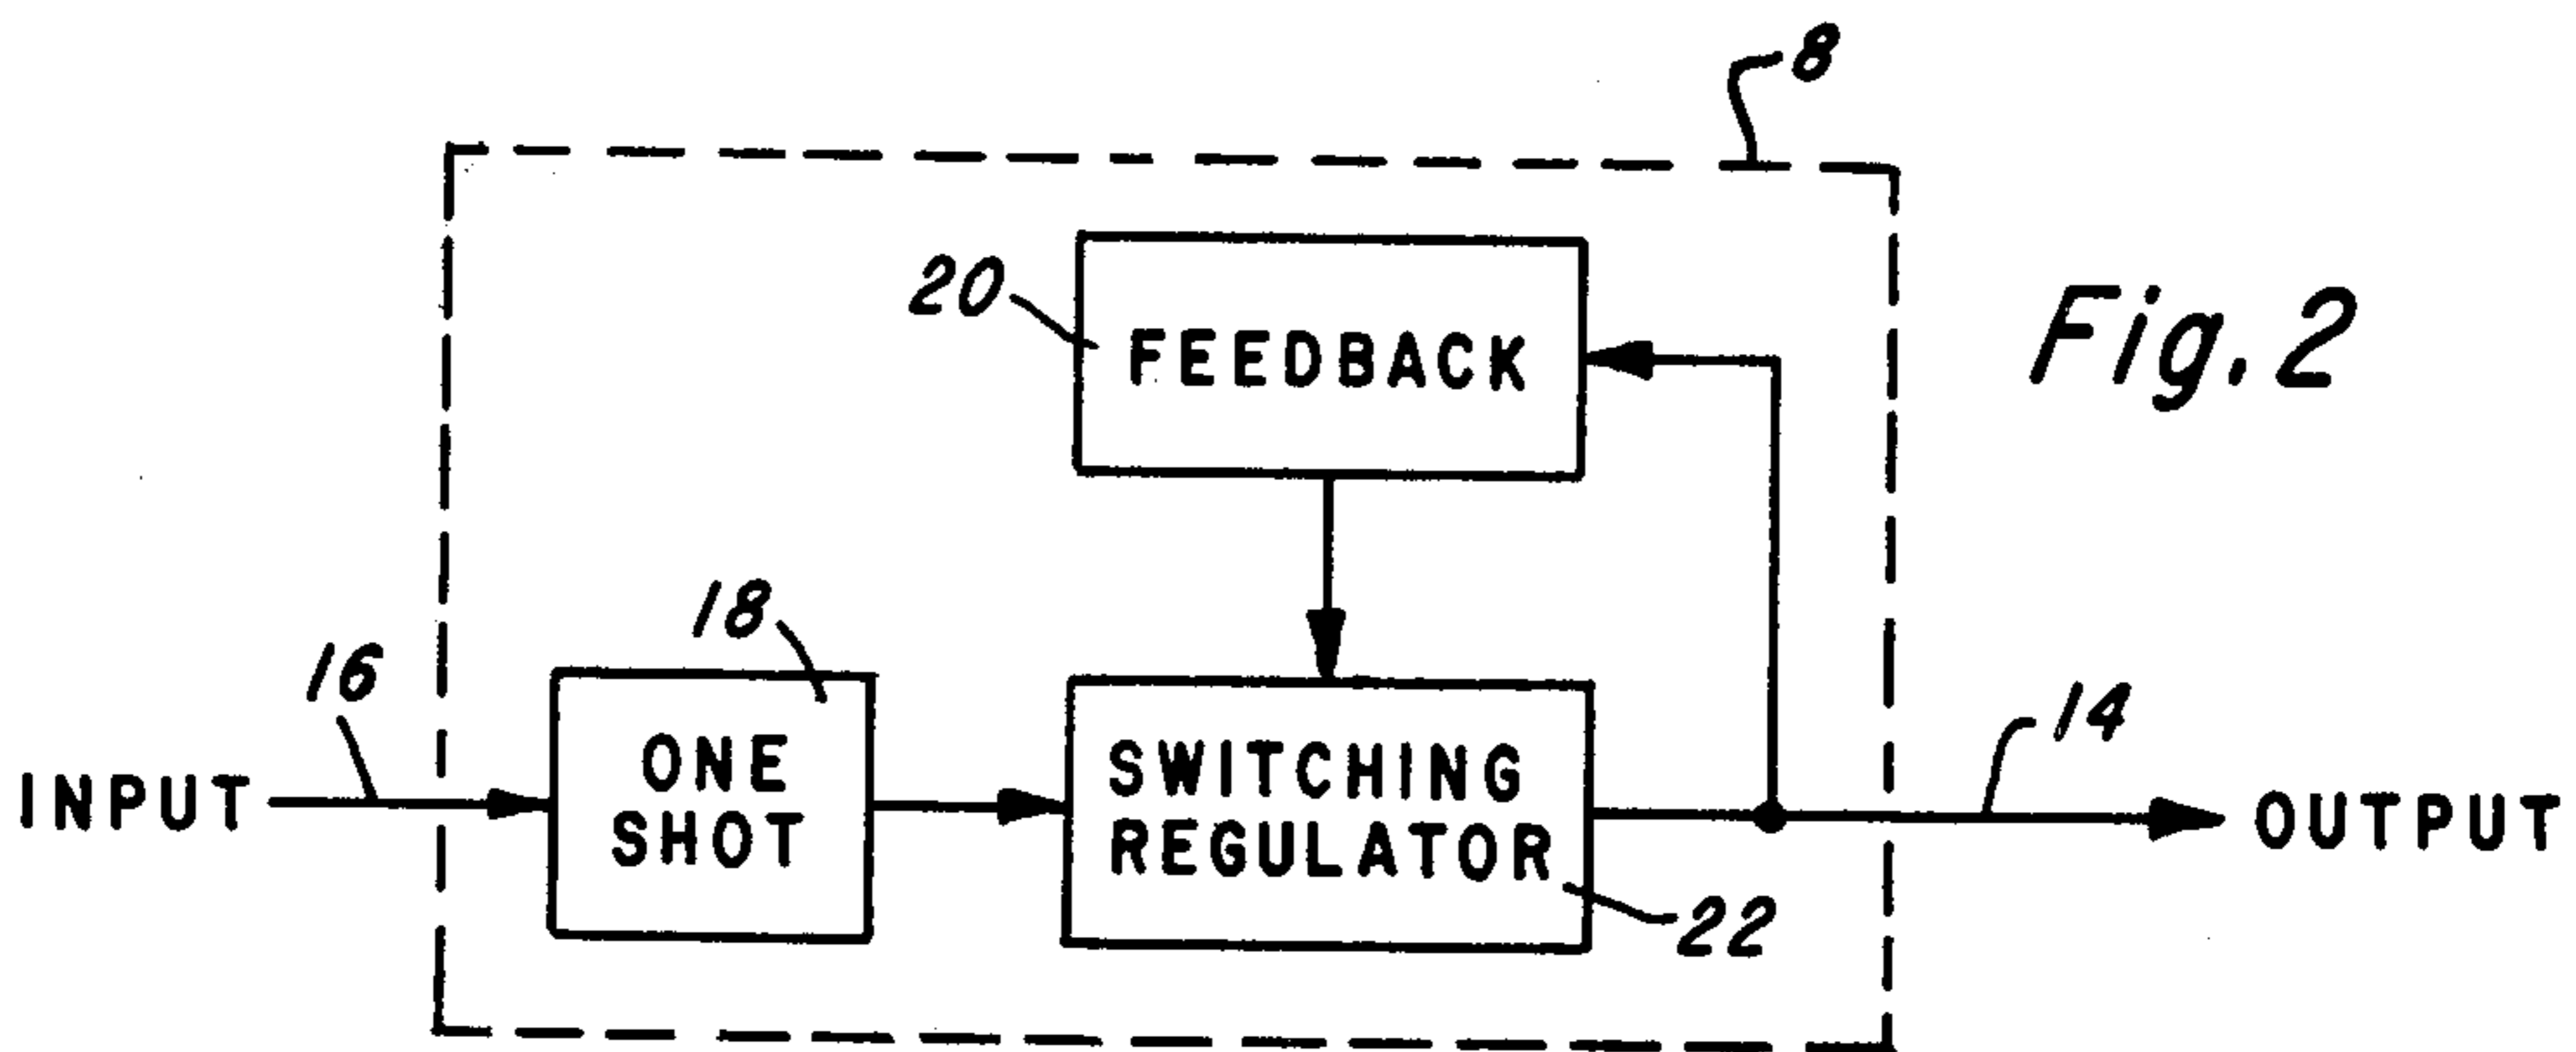 8
20
FEEDBACK
Fig. 2
18
16
INPUT
ONE
SHOT
SWITCHING
REGULATOR
22
14
OUTPUT